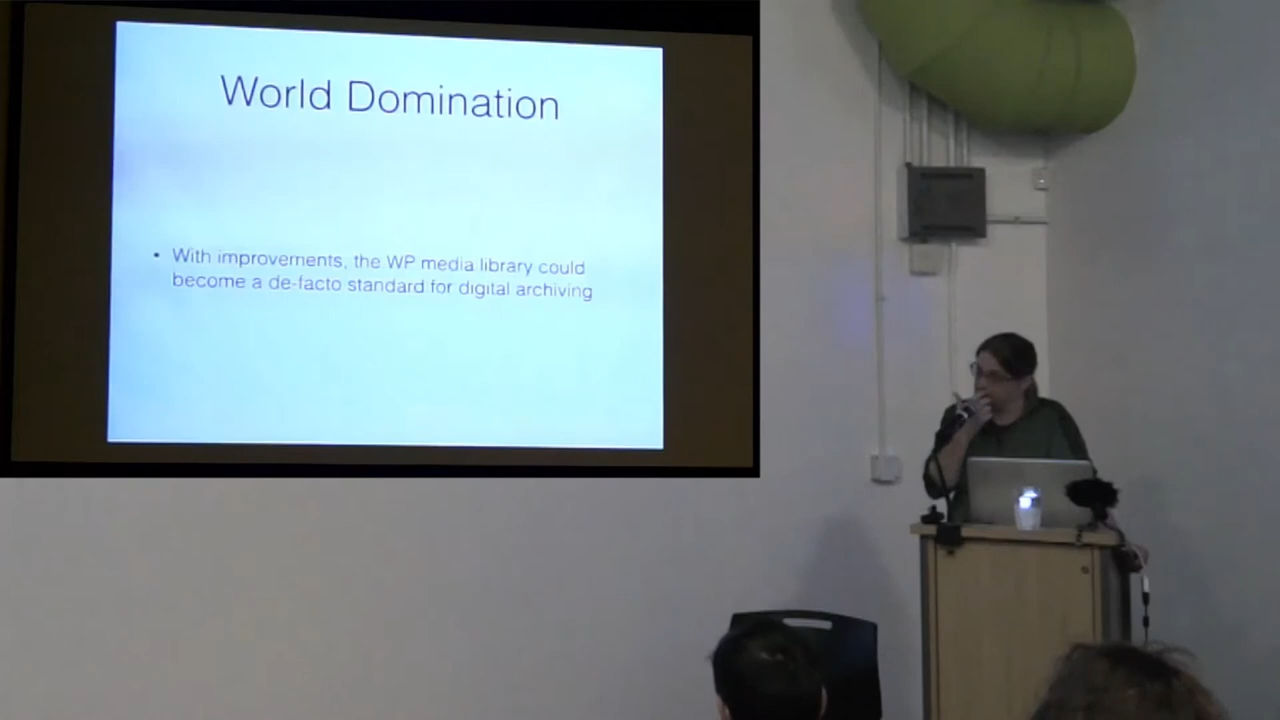 World Domination
• With improvements, the WP media library could
become a de-facto standard for digital archiving